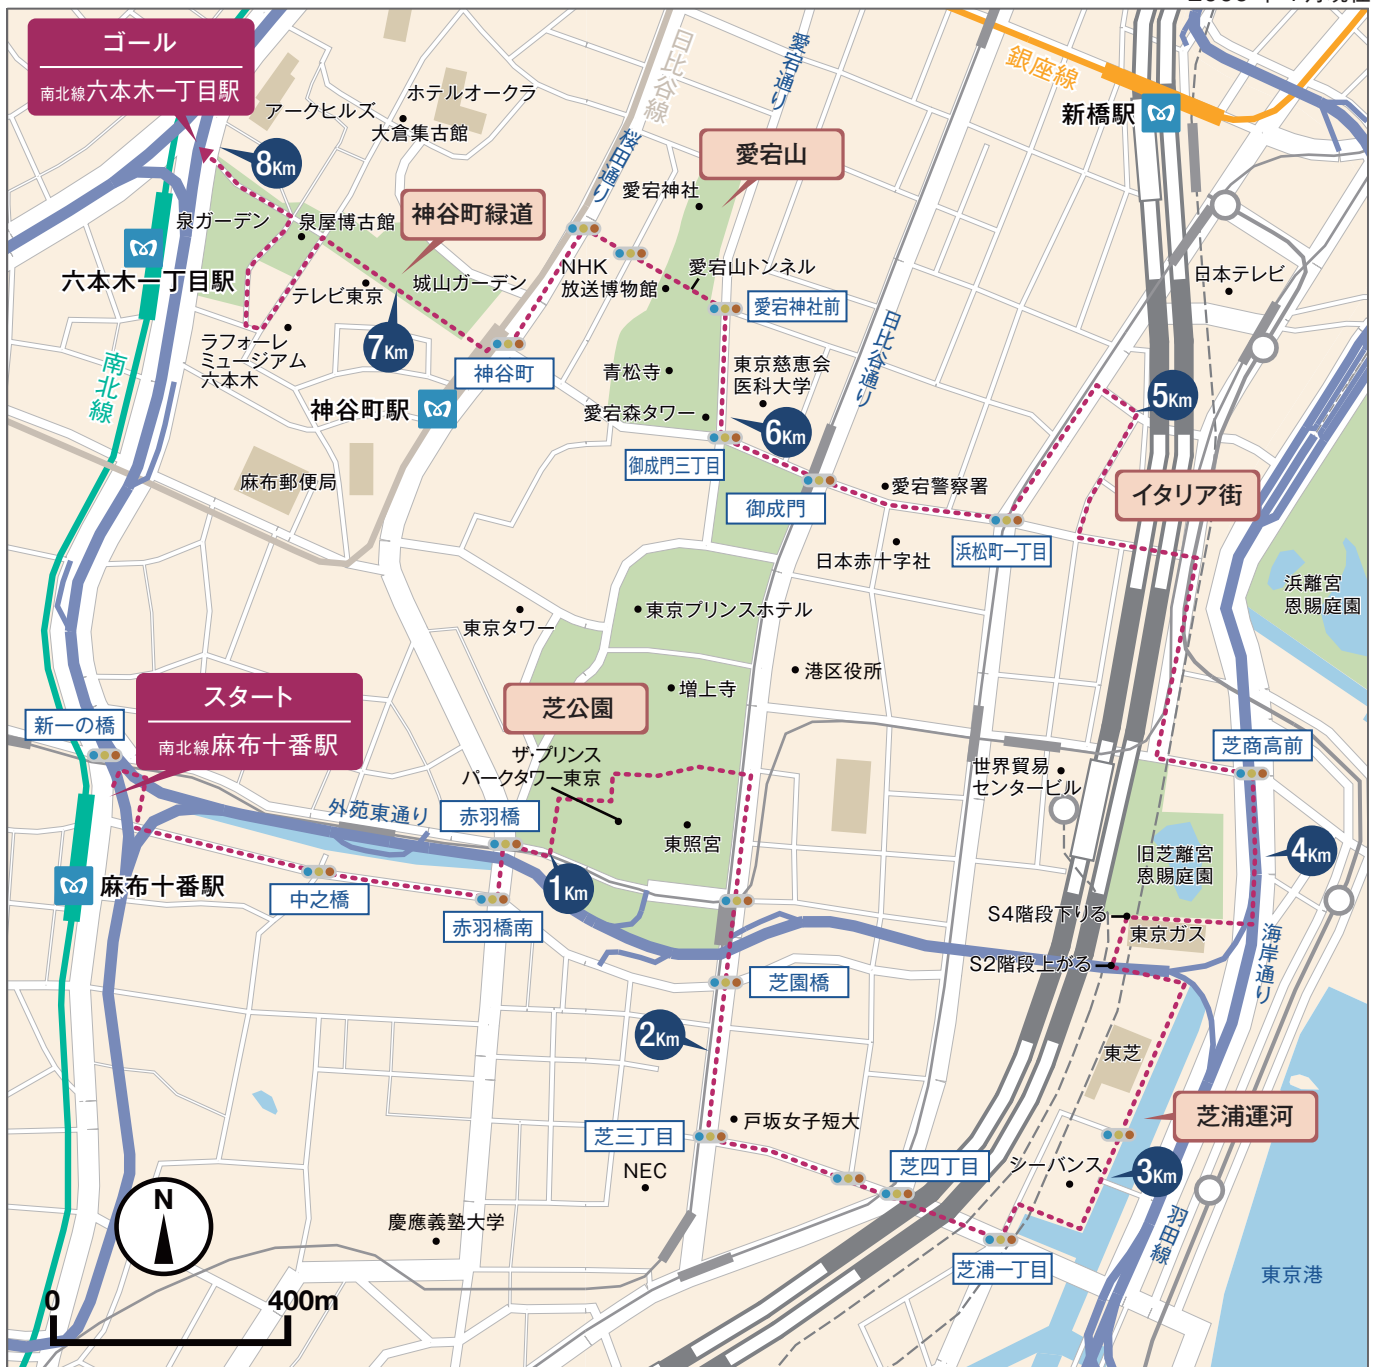 ゴール
南北線六本木一丁目駅
アークヒルズ
ホテルオークラ
大倉集古館
日比谷線
愛宕通り
銀座線
新橋駅
桜田通り
愛宕山
愛宕神社
8Km
神谷町緑道
泉ガーデン
泉屋博古館
六本木一丁目駅
テレビ東京
城山ガーデン
NHK
放送博物館
愛宕山トンネル
愛宕神社前
日本テレビ
日比谷通り
7Km
ラフォーレ
ミュージアム
六本木
南北線
神谷町
神谷町駅
青松寺
東京慈恵会
医科大学
愛宕森タワー
6Km
5Km
御成門三丁目
麻布郵便局
御成門
愛宕警察署
イタリア街
浜松町一丁目
日本赤十字社
浜離宮
恩賜庭園
東京プリンスホテル
東京タワー
港区役所
増上寺
芝公園
スタート
南北線麻布十番駅
新一の橋
ザ・プリンス
パークタワー東京
芝商高前
世界貿易
センタービル
外苑東通り
赤羽橋
東照宮
旧芝離宮
恩賜庭園
4Km
麻布十番駅
中之橋
1Km
赤羽橋南
S4階段下りる
東京ガス
S2階段上がる
海岸通り
芝園橋
2Km
東芝
芝浦運河
芝三丁目
戸坂女子短大
NEC
芝四丁目
シーバンス
3Km
羽田線
慶應義塾大学
芝浦一丁目
東京港
N
0
400m